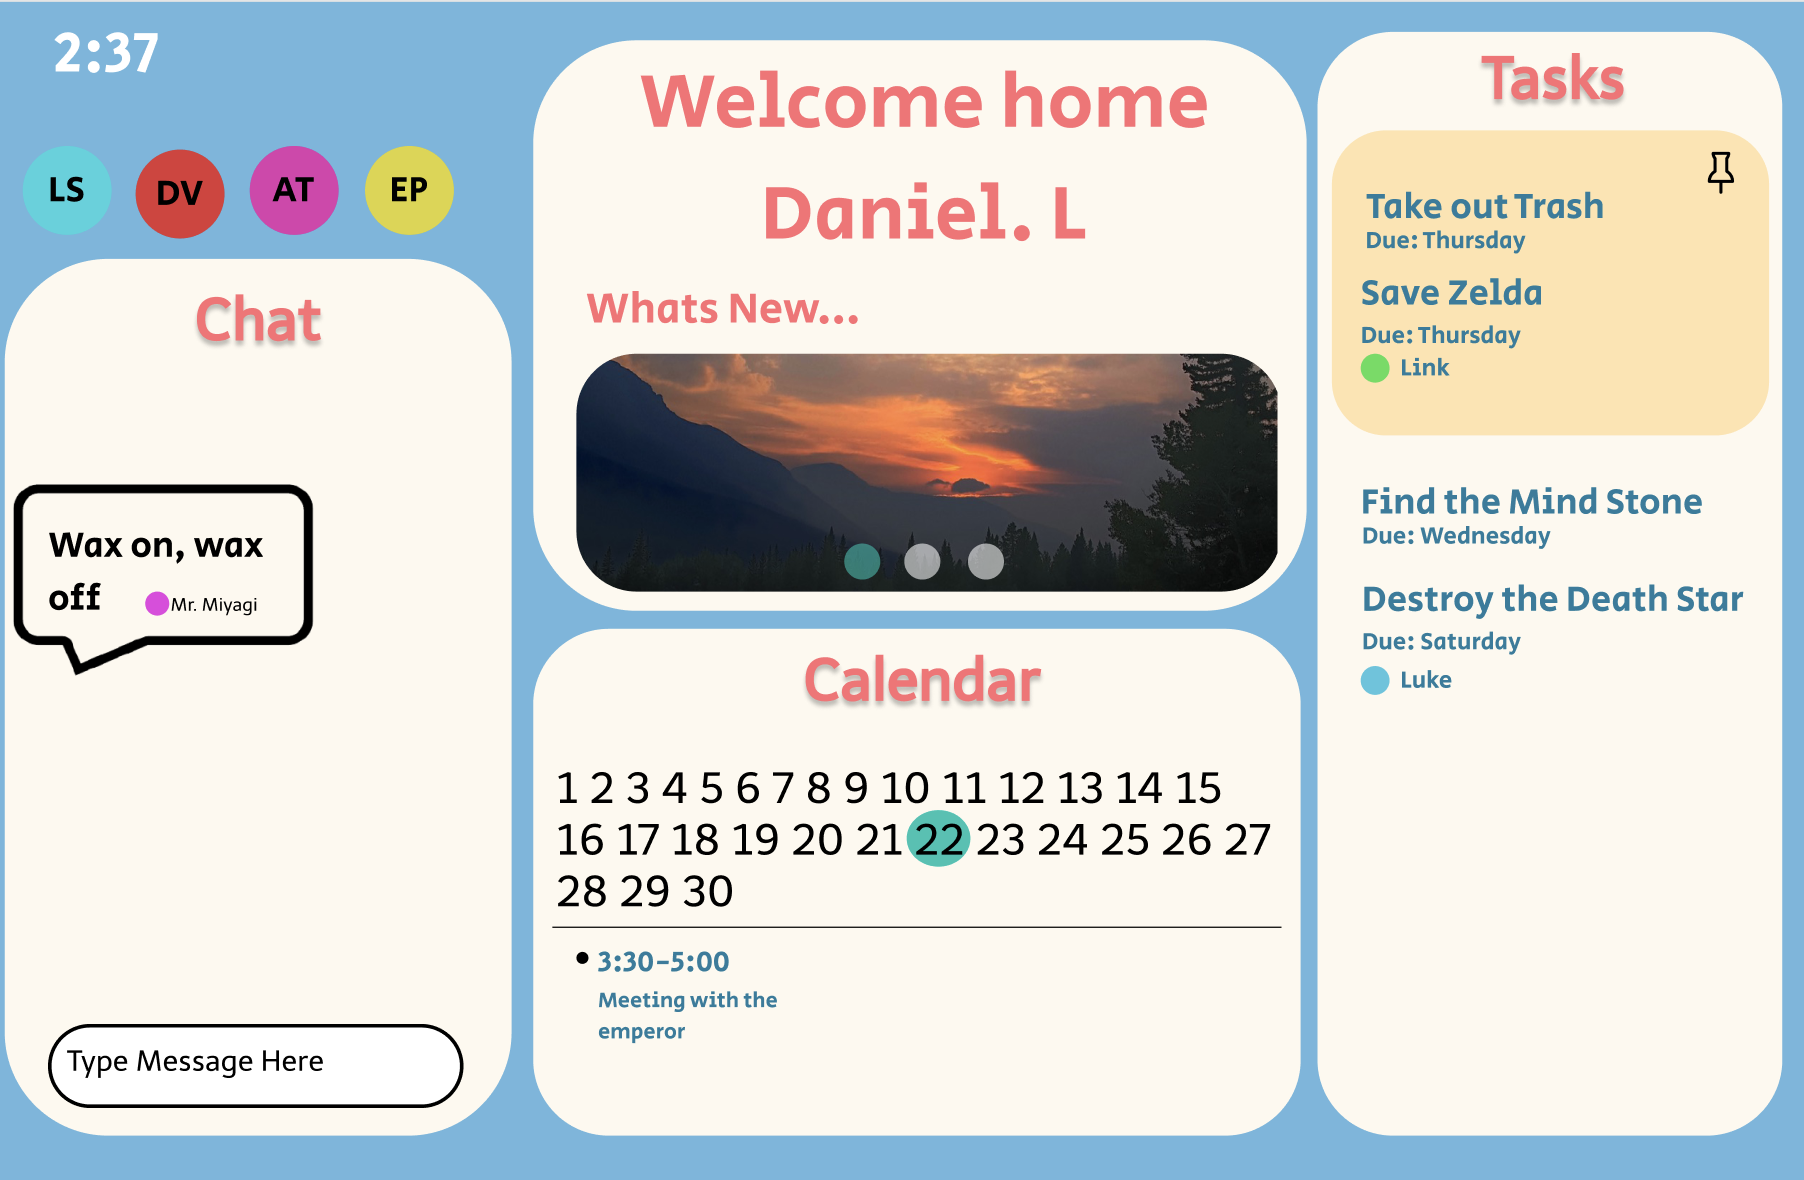 2:37
LS
DV
AT
EP
Chat
Wax on, wax
off
Mr. Miyagi
Type Message Here
Welcome home
Daniel. L
Whats New...
Calendar
1 2 3 4 5 6 7 8 9 10 11 12 13 14 15
16 17 18 19 20 21 22 23 24 25 26 27
28 29 30
3:30-5:00
Meeting with the
emperor
Tasks
Take out Trash
Due: Thursday
Save Zelda
Due: Thursday
Link
Find the Mind Stone
Due: Wednesday
Destroy the Death Star
Due: Saturday
Luke